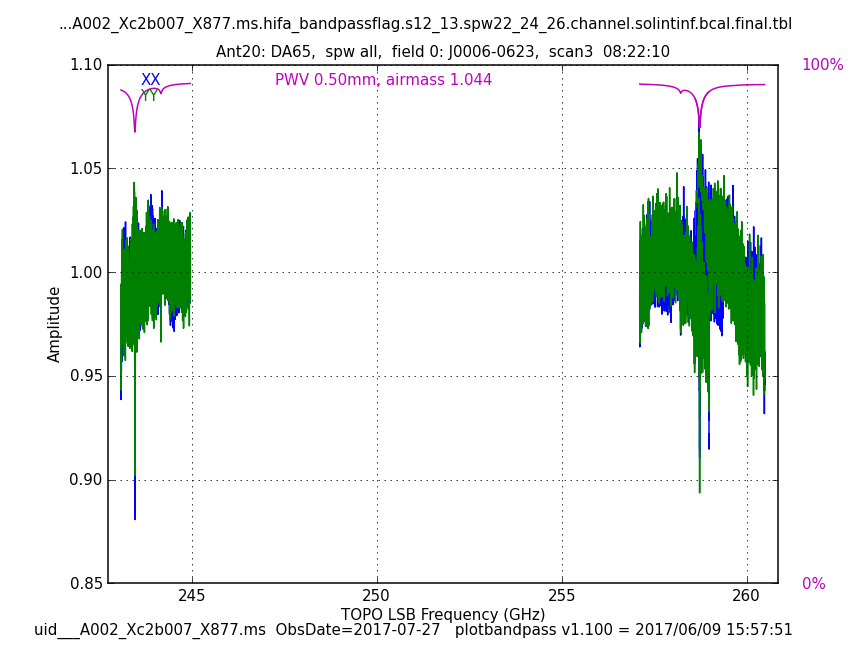 ...A002_Xc2b007_X877.ms.hifa_bandpassflag.s12_13.spw22_24_26.channel.solintinf.bcal.final.tbl
Ant20: DA65, spw all, field 0: J0006-0623, scan3 08:22:10
1.10
100%
XX
PWV 0.50mm, airmass 1.044
YY
1.05
1.00
Amplitude
0.95
0.90
0.85
0%
245
250
255
260
TOPO LSB Frequency (GHz)
uid___A002_Xc2b007_X877.ms ObsDate=2017-07-27 plotbandpass v1.100 = 2017/06/09 15:57:51